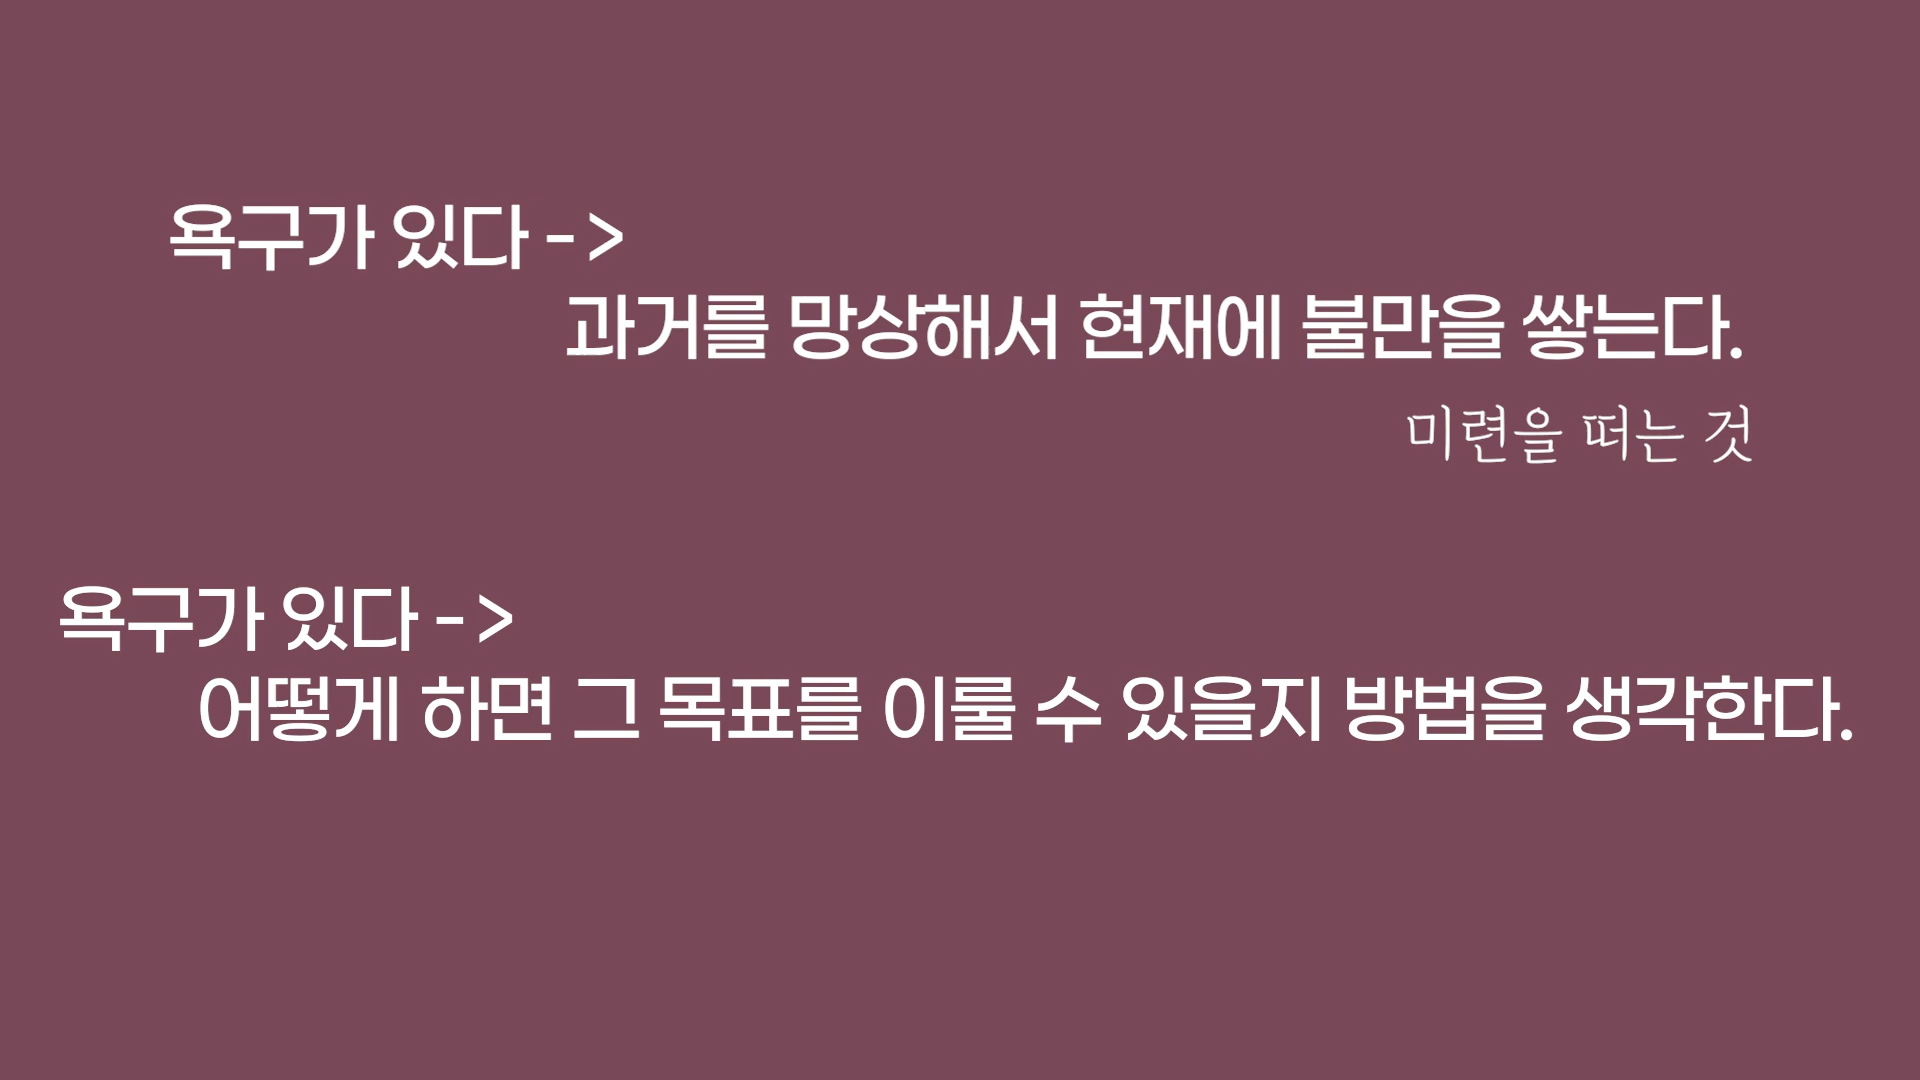 욕구가 있다 ->
과거를 망상해서 현재에 불만을 쌓는다.
미련을 떠는 것
욕구가 있다 ->
어떻게 하면 그 목표를 이룰 수 있을지 방법을 생각한다.